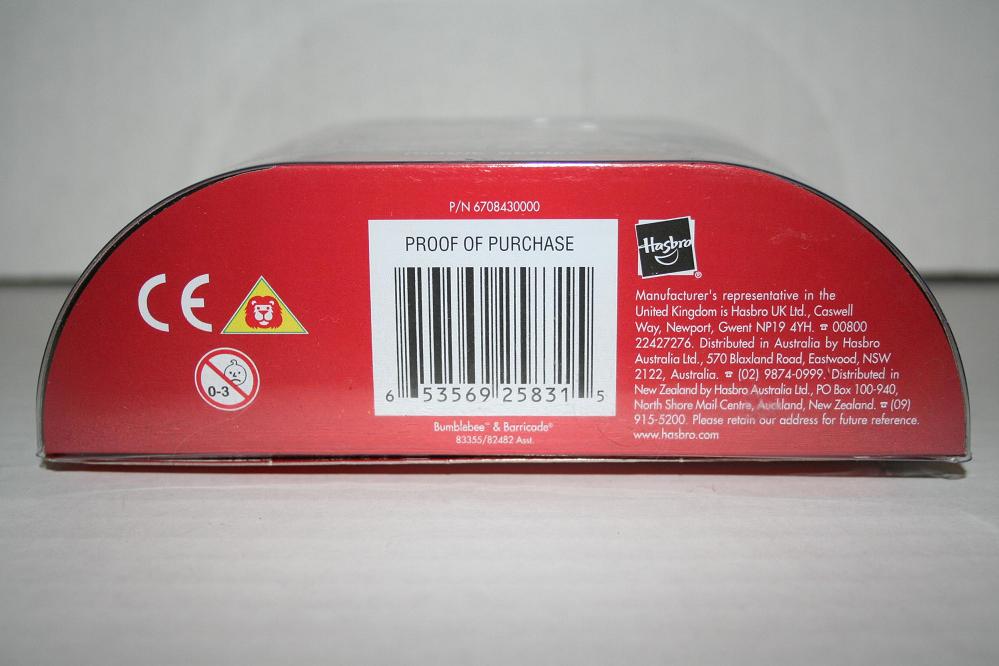 P/N 6708430000
PROOF OF PURCHASE
6 53569 25831 5
Bumblebee™ & Barricade®
83355/82482 Asst.
CE
0-3
Hasbro
®
Manufacturer's representative in the
United Kingdom is Hasbro UK Ltd., Caswell
Way, Newport, Gwent NP19 4YH. ☎ 00800
22427276. Distributed in Australia by Hasbro
Australia Ltd., 570 Blaxland Road, Eastwood, NSW
2122, Australia. ☎ (02) 9874-0999. Distributed in
New Zealand by Hasbro Australia Ltd., PO Box 100-940,
North Shore Mail Centre, Auckland, New Zealand. ☎ (09)
915-5200. Please retain our address for future reference.
www.hasbro.com